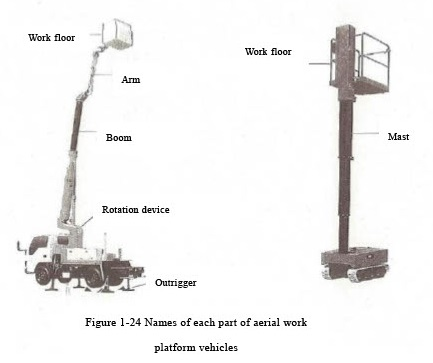 Work floor
Arm
Boom
Rotation device
Outrigger
Work floor
Mast
Figure 1-24 Names of each part of aerial work
platform vehicles